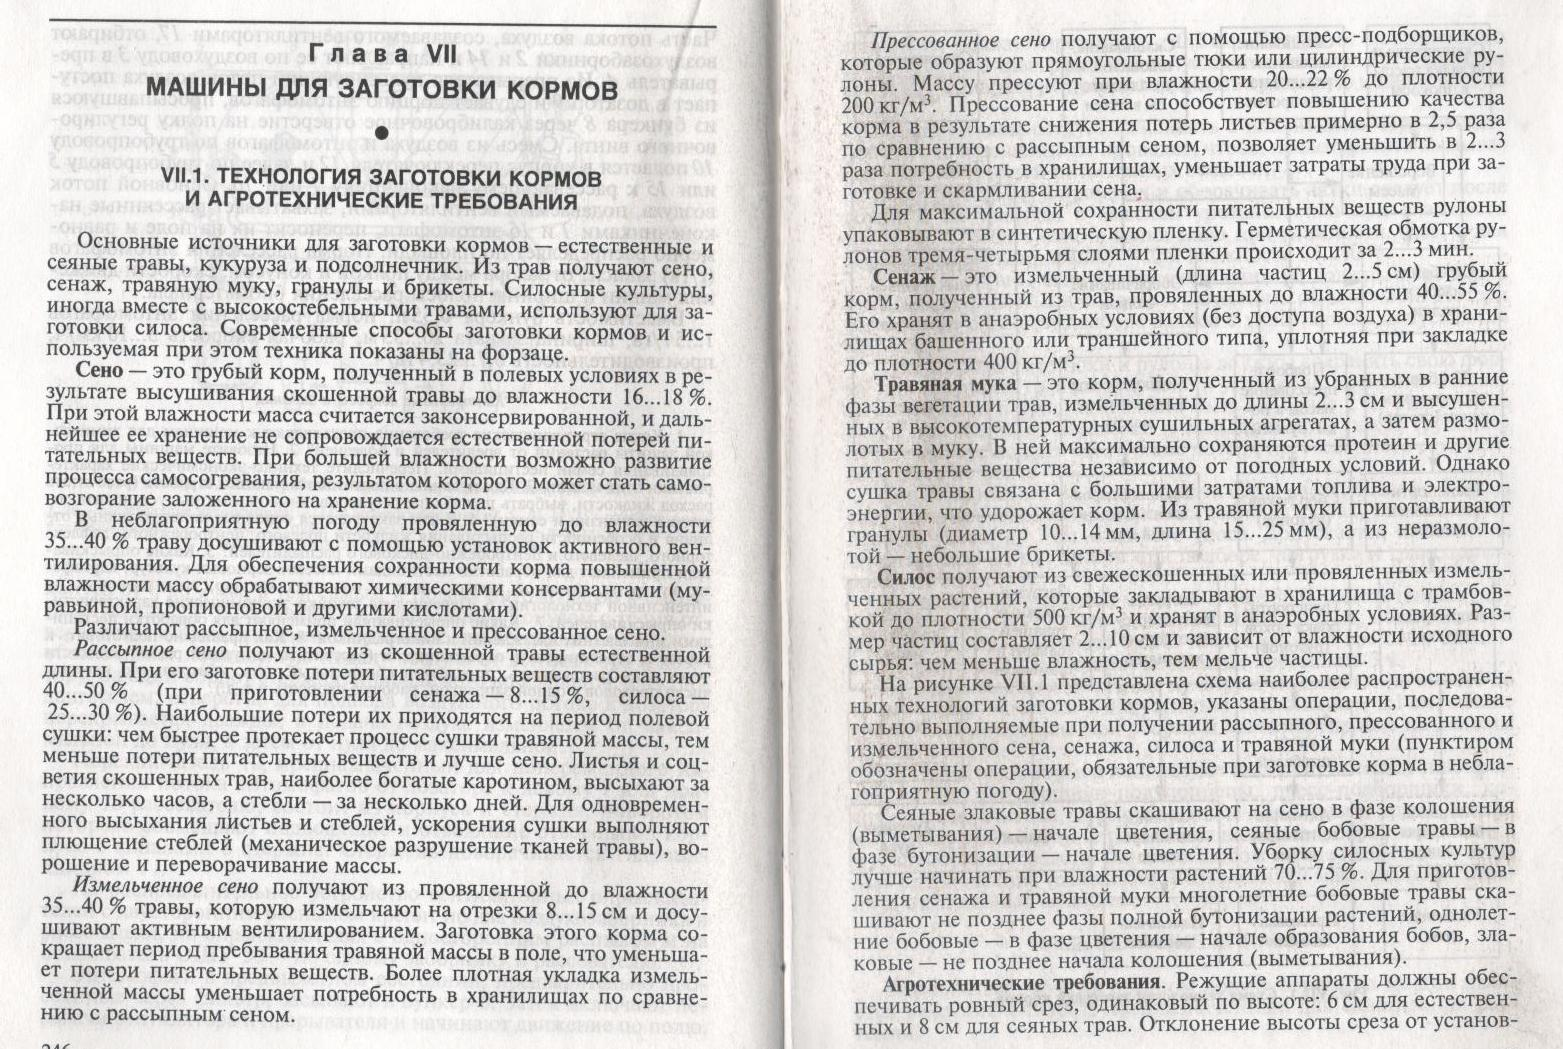 Глава VII
МАШИНЫ ДЛЯ ЗАГОТОВКИ КОРМОВ
●
VII.1. ТЕХНОЛОГИЯ ЗАГОТОВКИ КОРМОВ
И АГРОТЕХНИЧЕСКИЕ ТРЕБОВАНИЯ
Основные источники для заготовки кормов — естественные и
сеяные травы, кукуруза и подсолнечник. Из трав получают сено,
сенаж, травяную муку, гранулы и брикеты. Силосные культуры,
иногда вместе с высокостебельными травами, используют для за-
готовки силоса. Современные способы заготовки кормов и ис-
пользуемая при этом техника показаны на форзаце.
Сено — это грубый корм, полученный в полевых условиях в ре-
зультате высушивания скошенной травы до влажности 16...18 %.
При этой влажности масса считается законсервированной, и даль-
нейшее ее хранение не сопровождается естественной потерей пи-
тательных веществ. При большей влажности возможно развитие
процесса самосогревания, результатом которого может стать само-
возгорание заложенного на хранение корма.
В неблагоприятную погоду провяленную до влажности
35...40 % траву досушивают с помощью установок активного вен-
тилирования. Для обеспечения сохранности корма повышенной
влажности массу обрабатывают химическими консервантами (му-
равьиной, пропионовой и другими кислотами).
Различают рассыпное, измельченное и прессованное сено.
Рассыпное сено получают из скошенной травы естественной
длины. При его заготовке потери питательных веществ составляют
40...50 % (при приготовлении сенажа — 8...15 %, силоса —
25...30 %). Наибольшие потери их приходятся на период полевой
сушки: чем быстрее протекает процесс сушки травяной массы, тем
меньше потери питательных веществ и лучше сено. Листья и соц-
ветия скошенных трав, наиболее богатые каротином, высыхают за
несколько часов, а стебли — за несколько дней. Для одновремен-
ного высыхания листьев и стеблей, ускорения сушки выполняют
плющение стеблей (механическое разрушение тканей травы), во-
рошение и переворачивание массы.
Измельченное сено получают из провяленной до влажности
35...40 % травы, которую измельчают на отрезки 8...15 см и досу-
шивают активным вентилированием. Заготовка этого корма со-
кращает период пребывания травяной массы в поле, что уменьша-
ет потери питательных веществ. Более плотная укладка измель-
ченной массы уменьшает потребность в хранилищах по сравне-
нию с рассыпным сеном.
Прессованное сено получают с помощью пресс-подборщиков,
которые образуют прямоугольные тюки или цилиндрические ру-
лоны. Массу прессуют при влажности 20...22 % до плотности
200 кг/м³. Прессование сена способствует повышению качества
корма в результате снижения потерь листьев примерно в 2,5 раза
по сравнению с рассыпным сеном, позволяет уменьшить в 2...3
раза потребность в хранилищах, уменьшает затраты труда при за-
готовке и скармливании сена.
Для максимальной сохранности питательных веществ рулоны
упаковывают в синтетическую пленку. Герметическая обмотка ру-
лонов тремя-четырьмя слоями пленки происходит за 2...3 мин.
Сенаж — это измельченный (длина частиц 2...5 см) грубый
корм, полученный из трав, провяленных до влажности 40...55 %.
Его хранят в анаэробных условиях (без доступа воздуха) в храни-
лищах башенного или траншейного типа, уплотняя при закладке
до плотности 400 кг/м³.
Травяная мука — это корм, полученный из убранных в ранние
фазы вегетации трав, измельченных до длины 2...3 см и высушен-
ных в высокотемпературных сушильных агрегатах, а затем размо-
лотых в муку. В ней максимально сохраняются протеин и другие
питательные вещества независимо от погодных условий. Однако
сушка травы связана с большими затратами топлива и электро-
энергии, что удорожает корм. Из травяной муки приготавливают
гранулы (диаметр 10...14 мм, длина 15...25 мм), а из неразмоло-
той — небольшие брикеты.
Силос получают из свежескошенных или провяленных измель-
ченных растений, которые закладывают в хранилища с трамбов-
кой до плотности 500 кг/м³ и хранят в анаэробных условиях. Раз-
мер частиц составляет 2...10 см и зависит от влажности исходного
сырья: чем меньше влажность, тем мельче частицы.
На рисунке VII.1 представлена схема наиболее распространен-
ных технологий заготовки кормов, указаны операции, последова-
тельно выполняемые при получении рассыпного, прессованного и
измельченного сена, сенажа, силоса и травяной муки (пунктиром
обозначены операции, обязательные при заготовке корма в небла-
гоприятную погоду).
Сеяные злаковые травы скашивают на сено в фазе колошения
(выметывания) — начале цветения, сеяные бобовые травы — в
фазе бутонизации — начале цветения. Уборку силосных культур
лучше начинать при влажности растений 70...75 %. Для приготов-
ления сенажа и травяной муки многолетние бобовые травы ска-
шивают не позднее фазы полной бутонизации растений, однолет-
ние бобовые — в фазе цветения — начале образования бобов, зла-
ковые — не позднее начала колошения (выметывания).
Агротехнические требования. Режущие аппараты должны обес-
печивать ровный срез, одинаковый по высоте: 6 см для естествен-
ных и 8 см для сеяных трав. Отклонение высоты среза от установ-